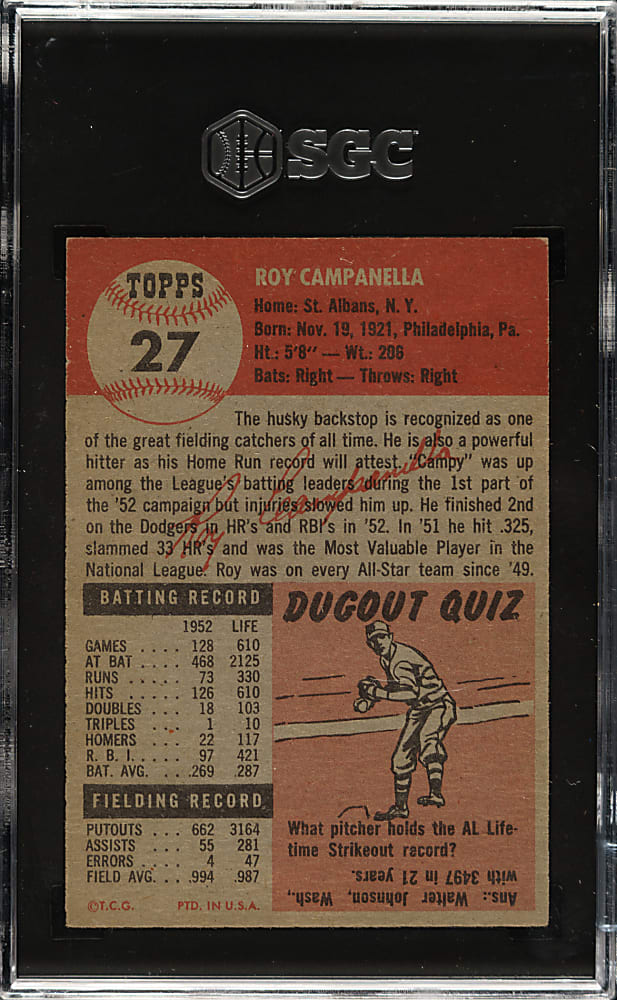 SGC
TOPPS
27
ROY CAMPANELLA
Home: St. Albans, N. Y.
Born: Nov. 19, 1921, Philadelphia, Pa.
Ht.: 5'8" — Wt.: 206
Bats: Right — Throws: Right
The husky backstop is recognized as one
of the great fielding catchers of all time. He is also a powerful
hitter as his Home Run record will attest. "Campy" was up
among the League's batting leaders during the 1st part of
the '52 campaign but injuries slowed him up. He finished 2nd
on the Dodgers in HR's and RBI's in '52. In '51 he hit .325,
slammed 33 HR's and was the Most Valuable Player in the
National League. Roy was on every All-Star team since '49.
Roy Campanella
BATTING RECORD
1952 LIFE
GAMES .... 128 610
AT BAT .... 468 2125
RUNS .... 73 330
HITS .... 126 610
DOUBLES ... 18 103
TRIPLES ... 1 10
HOMERS ... 22 117
R. B. I. .... 97 421
BAT. AVG. ... .269 .287
FIELDING RECORD
PUTOUTS ... 662 3164
ASSISTS ... 55 281
ERRORS ... 4 47
FIELD AVG. .. .994 .987
©T.C.G. PTD. IN U.S.A.
DUGOUT QUIZ
What pitcher holds the AL Life-
time Strikeout record?
Ans.: Walter Johnson, Wash.,
with 3497 in 21 years.